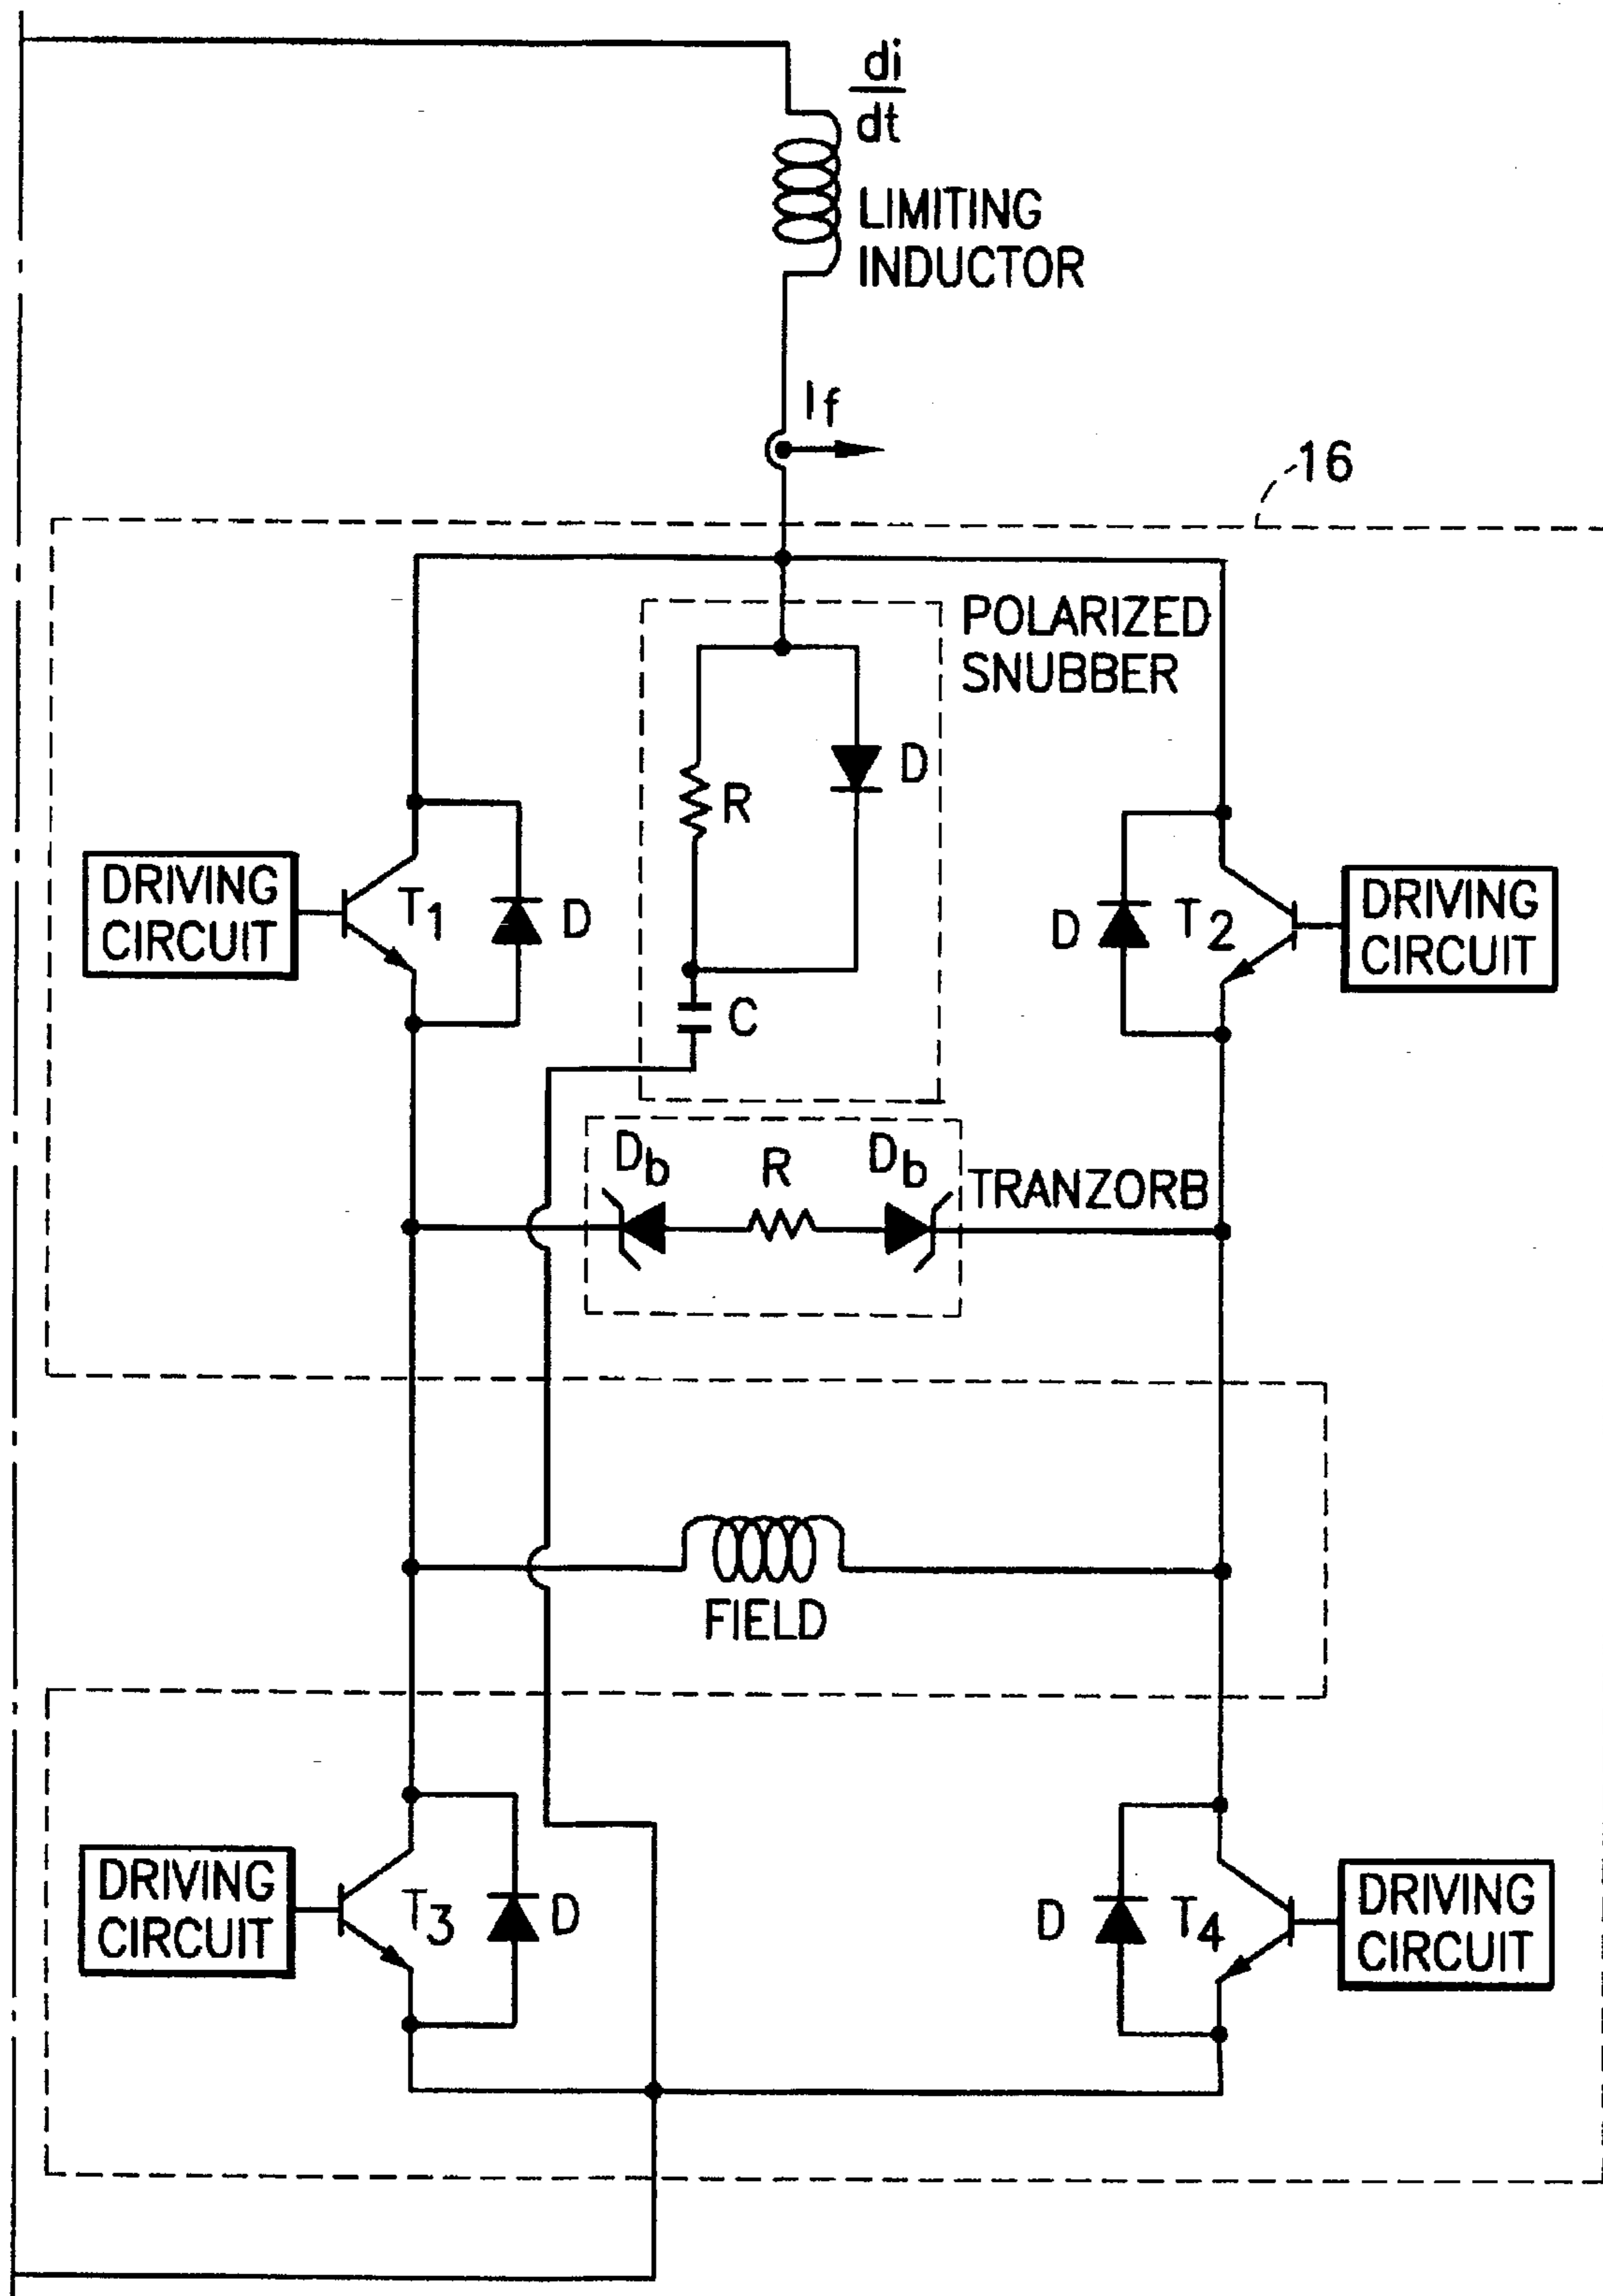 di
dt
LIMITING
INDUCTOR
If
16
POLARIZED
SNUBBER
R
D
DRIVING
CIRCUIT
T1
D
D
T2
DRIVING
CIRCUIT
C
Db
R
Db
TRANZORB
FIELD
DRIVING
CIRCUIT
T3
D
D
T4
DRIVING
CIRCUIT